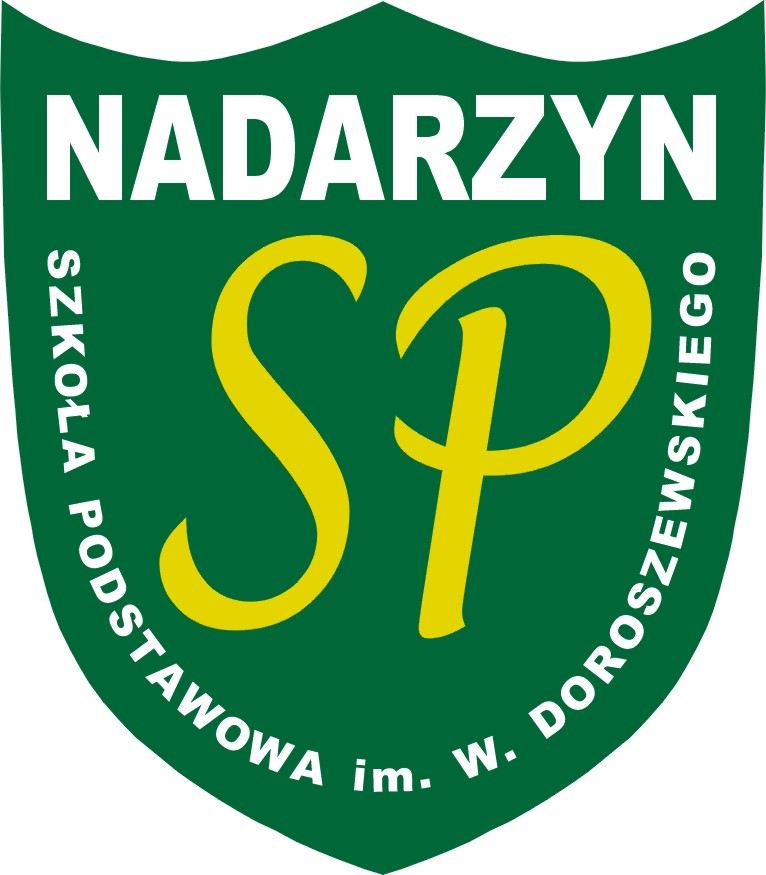 NADARZYN
SP
SZKOŁA PODSTAWOWA im. W. DOROSZEWSKIEGO